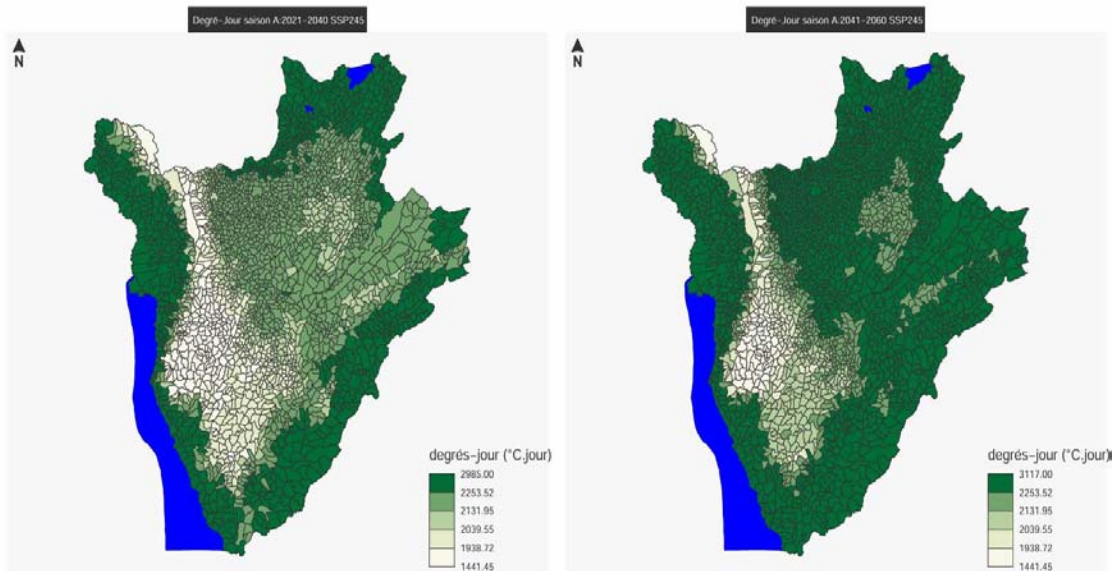 Degré-Jour saison A:2021-2040 SSP245
N
degrés-jour (°C.jour)
2985.00
2253.52
2131.95
2039.55
1938.72
1441.45
Degré-Jour saison A:2041-2060 SSP245
N
degrés-jour (°C.jour)
3117.00
2253.52
2131.95
2039.55
1938.72
1441.45